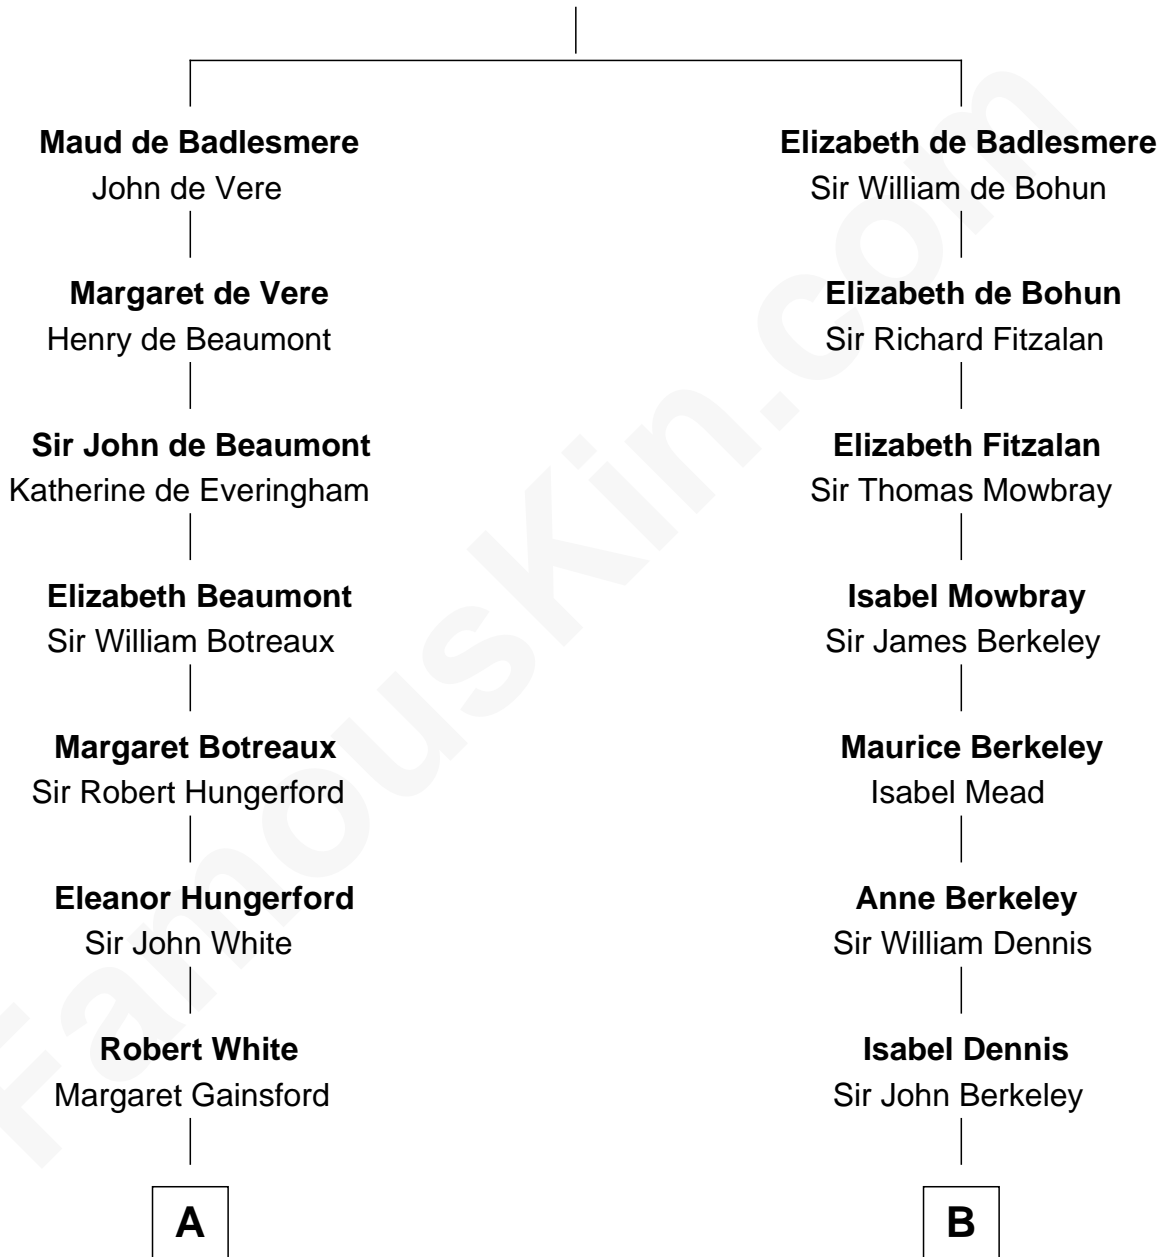 Maud de Badlesmere
John de Vere
Margaret de Vere
Henry de Beaumont
Sir John de Beaumont
Katherine de Everingham
Elizabeth Beaumont
Sir William Botreaux
Margaret Botreaux
Sir Robert Hungerford
Eleanor Hungerford
Sir John White
Robert White
Margaret Gainsford
A
Elizabeth de Badlesmere
Sir William de Bohun
Elizabeth de Bohun
Sir Richard Fitzalan
Elizabeth Fitzalan
Sir Thomas Mowbray
Isabel Mowbray
Sir James Berkeley
Maurice Berkeley
Isabel Mead
Anne Berkeley
Sir William Dennis
Isabel Dennis
Sir John Berkeley
B
FamousKin.com